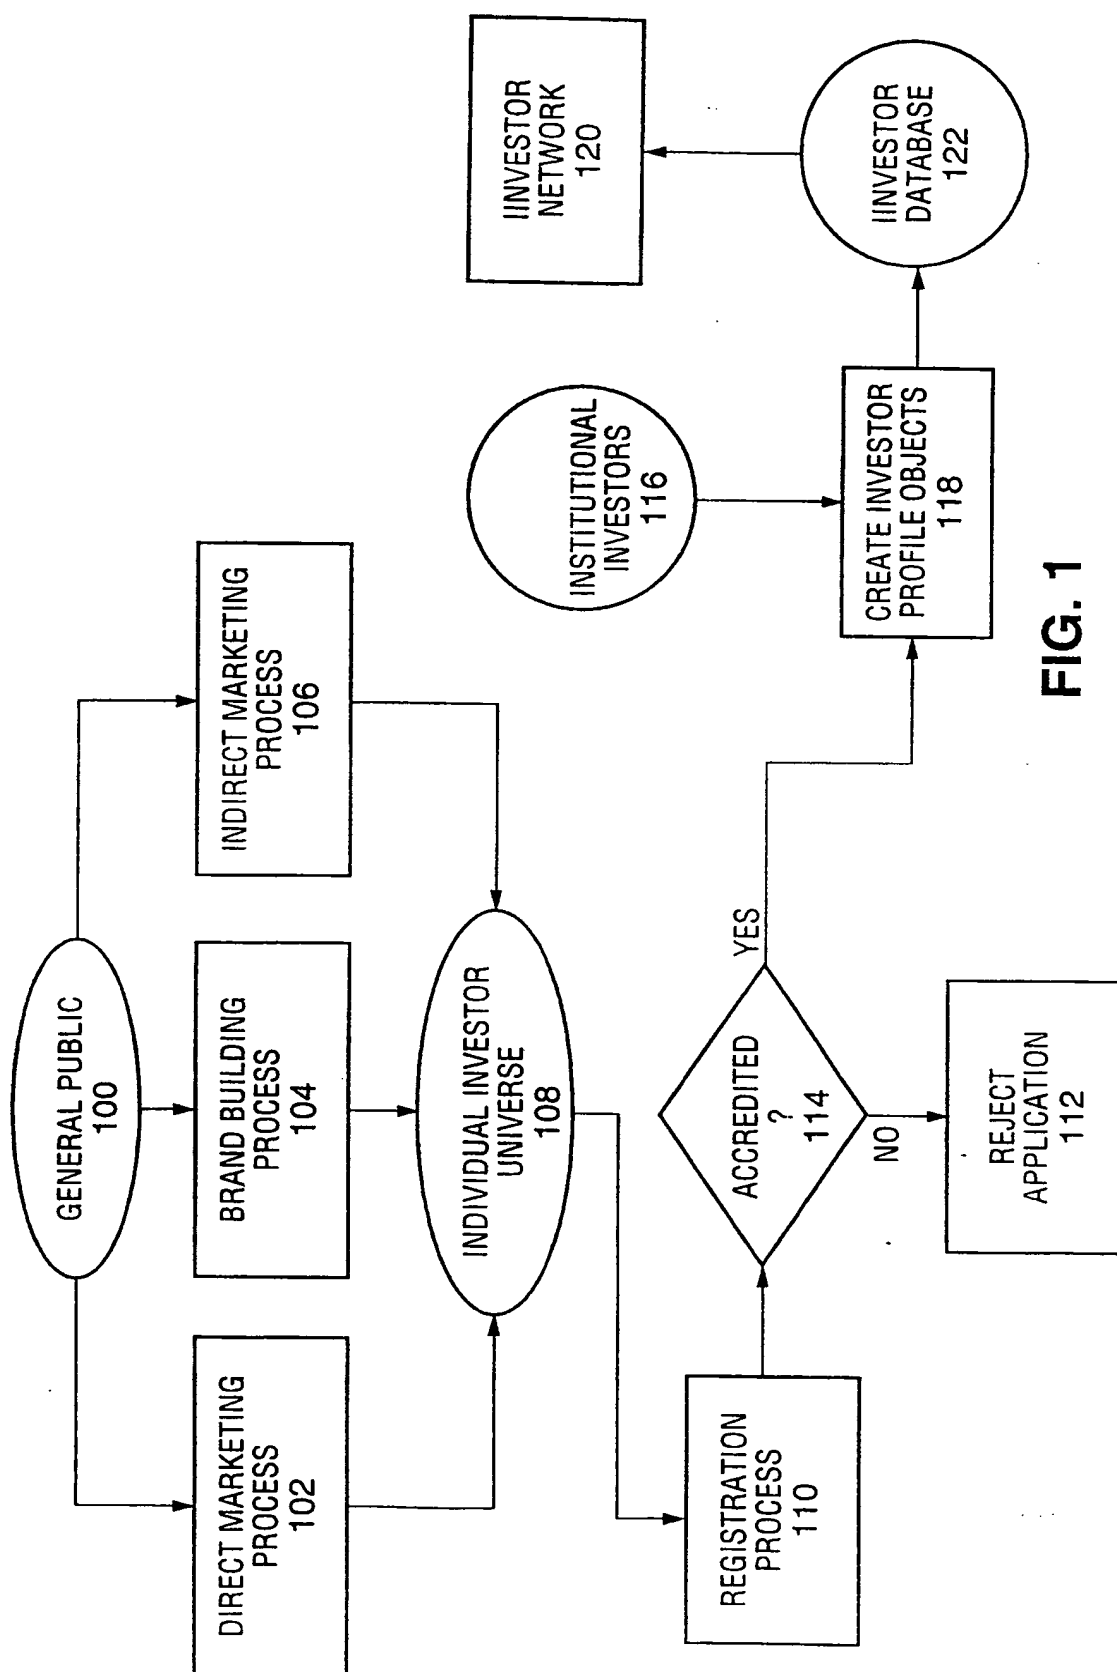 GENERAL PUBLIC
100
DIRECT MARKETING
PROCESS
102
BRAND BUILDING
PROCESS
104
INDIRECT MARKETING
PROCESS
106
INDIVIDUAL INVESTOR
UNIVERSE
108
REGISTRATION
PROCESS
110
ACCREDITED
?
114
YES
NO
REJECT
APPLICATION
112
INSTITUTIONAL
INVESTORS
116
CREATE INVESTOR
PROFILE OBJECTS
118
IINVESTOR
NETWORK
120
IINVESTOR
DATABASE
122
FIG. 1